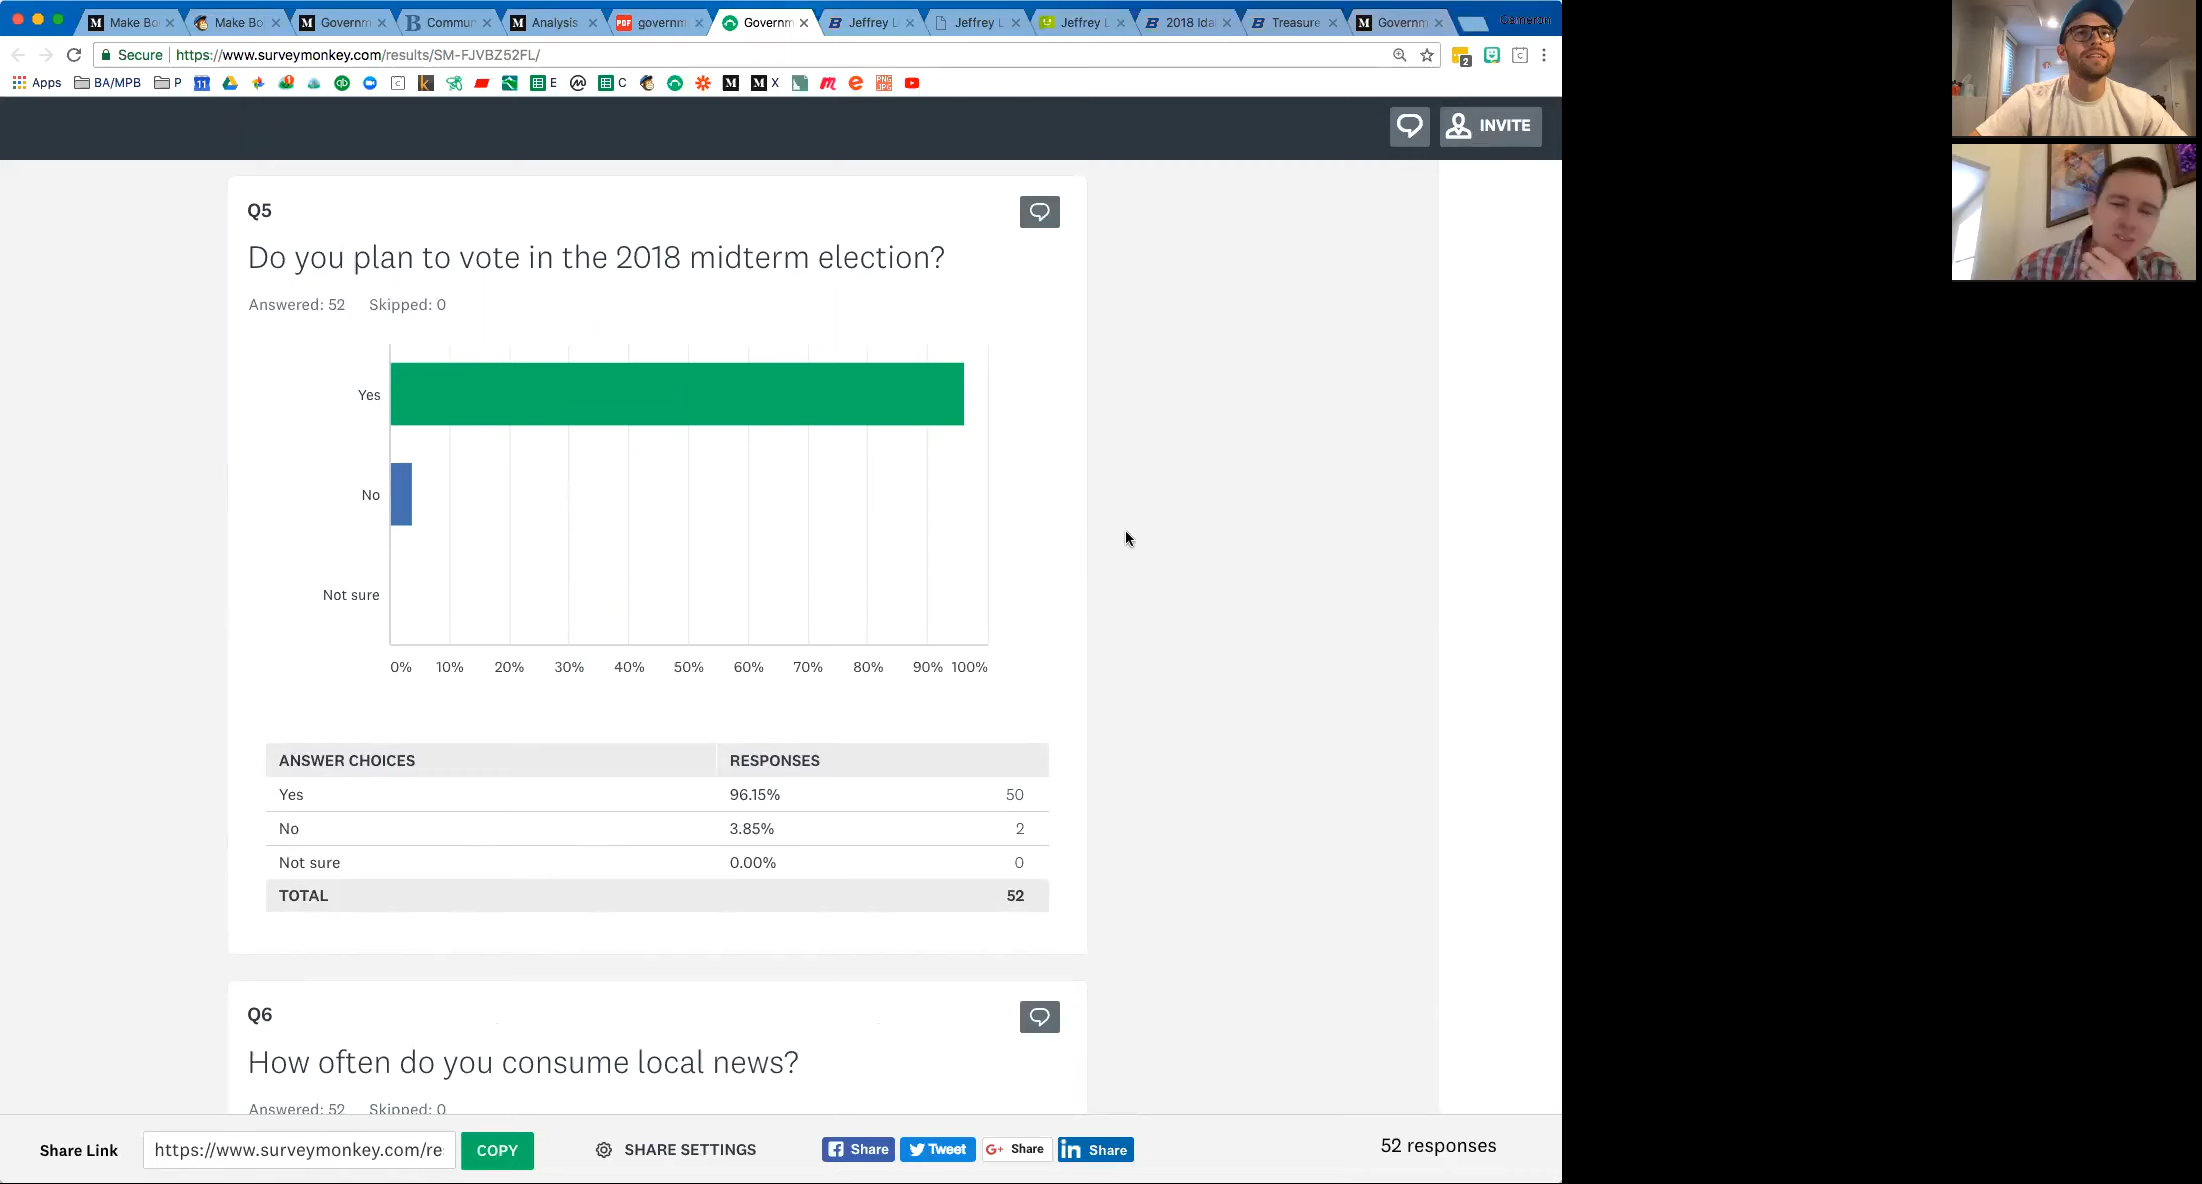 Make Bo
Make Bo
Governm
Commun
Analysis
PDF
governm
Governm
Jeffrey L
Jeffrey L
Jeffrey L
2018 Ida
Treasure
Governm
Cameron
Secure
https://www.surveymonkey.com/results/SM-FJVBZ52FL/
2
Apps BA/MPB P E C X
INVITE
Q5
Do you plan to vote in the 2018 midterm election?
Answered: 52 Skipped: 0
Yes
No
Not sure
0% 10% 20% 30% 40% 50% 60% 70% 80% 90% 100%
ANSWER CHOICES RESPONSES
Yes 96.15% 50
No 3.85% 2
Not sure 0.00% 0
TOTAL 52
Q6
How often do you consume local news?
Answered: 52 Skipped: 0
Share Link https://www.surveymonkey.com/re COPY SHARE SETTINGS Share Tweet G+ Share in Share 52 responses